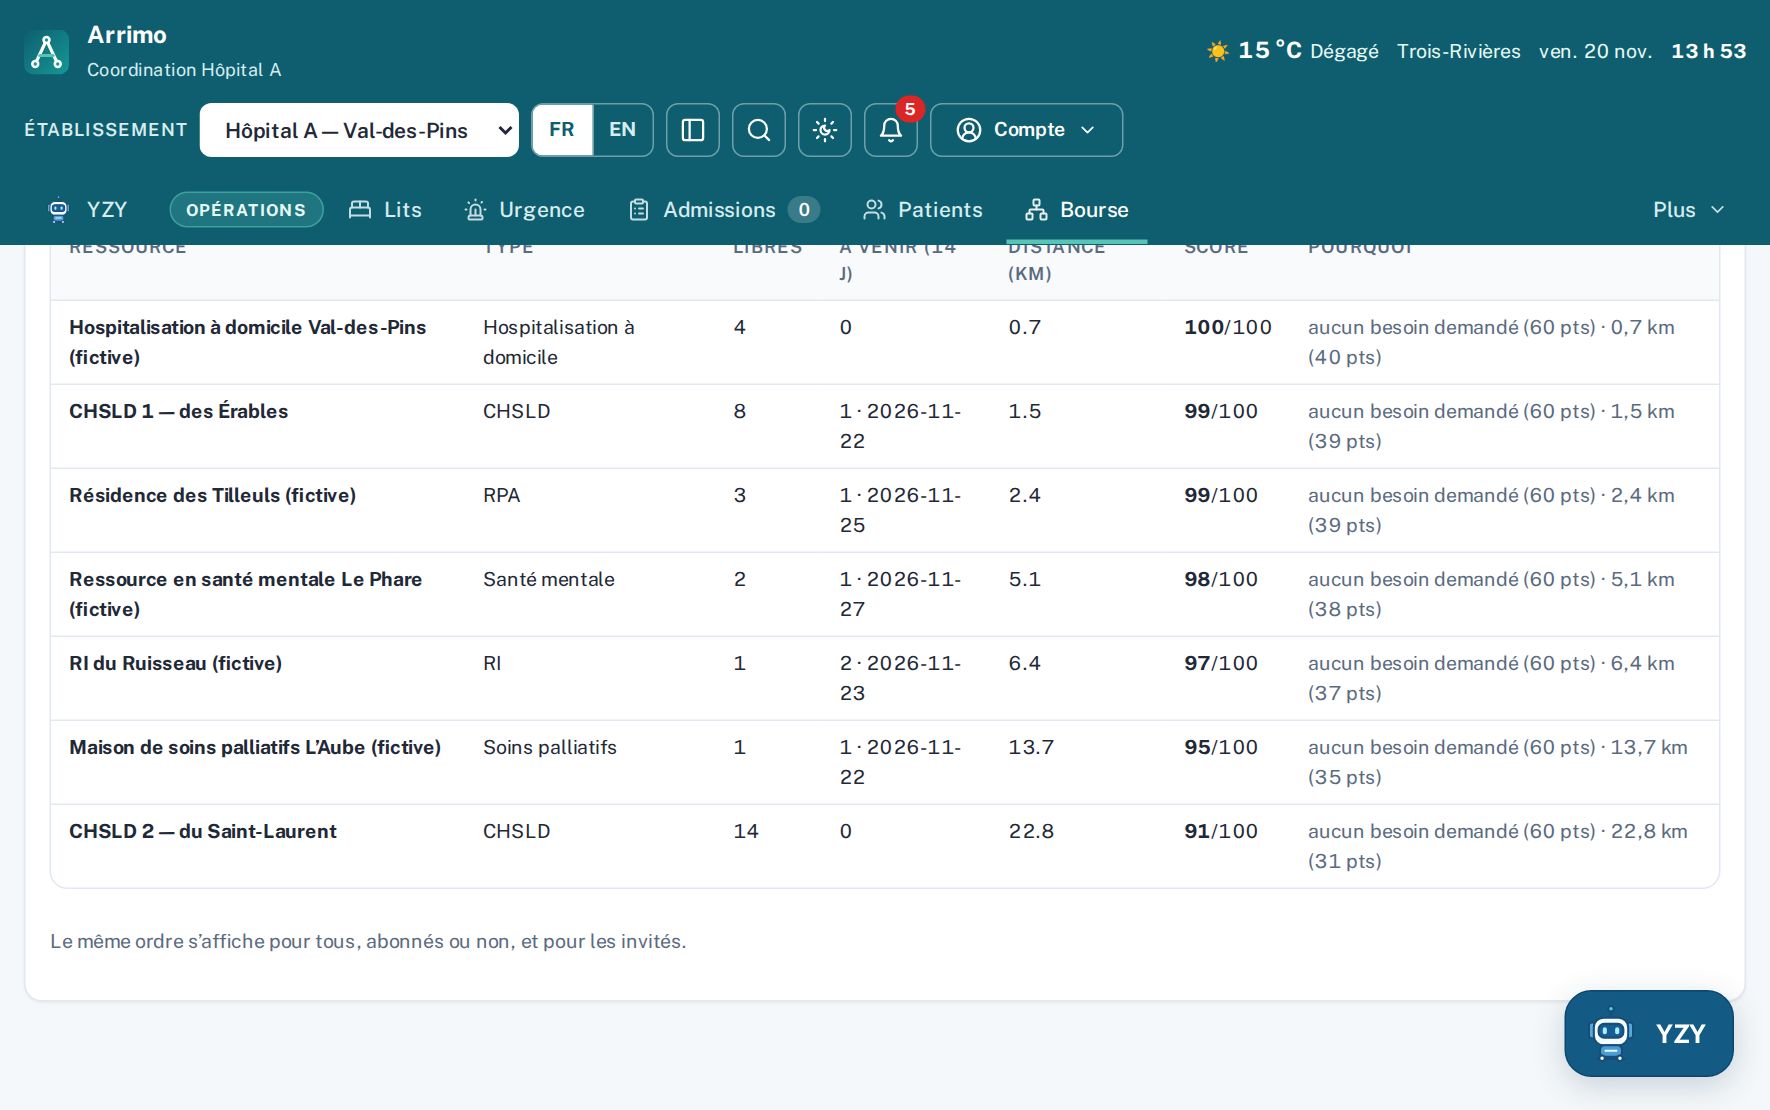 Arrimo
Coordination Hôpital A
15 °C Dégagé Trois-Rivières ven. 20 nov. 13 h 53
ÉTABLISSEMENT Hôpital A — Val-des-Pins FR EN 5 Compte
YZY OPÉRATIONS Lits Urgence Admissions 0 Patients Bourse Plus
RESSOURCE TYPE LIBRES À VENIR (14 J) DISTANCE (KM) SCORE POURQUOI
Hospitalisation à domicile Val-des-Pins (fictive) Hospitalisation à domicile 4 0 0.7 100/100 aucun besoin demandé (60 pts) · 0,7 km (40 pts)
CHSLD 1 — des Érables CHSLD 8 1 · 2026-11-22 1.5 99/100 aucun besoin demandé (60 pts) · 1,5 km (39 pts)
Résidence des Tilleuls (fictive) RPA 3 1 · 2026-11-25 2.4 99/100 aucun besoin demandé (60 pts) · 2,4 km (39 pts)
Ressource en santé mentale Le Phare (fictive) Santé mentale 2 1 · 2026-11-27 5.1 98/100 aucun besoin demandé (60 pts) · 5,1 km (38 pts)
RI du Ruisseau (fictive) RI 1 2 · 2026-11-23 6.4 97/100 aucun besoin demandé (60 pts) · 6,4 km (37 pts)
Maison de soins palliatifs L’Aube (fictive) Soins palliatifs 1 1 · 2026-11-22 13.7 95/100 aucun besoin demandé (60 pts) · 13,7 km (35 pts)
CHSLD 2 — du Saint-Laurent CHSLD 14 0 22.8 91/100 aucun besoin demandé (60 pts) · 22,8 km (31 pts)
Le même ordre s’affiche pour tous, abonnés ou non, et pour les invités.
YZY